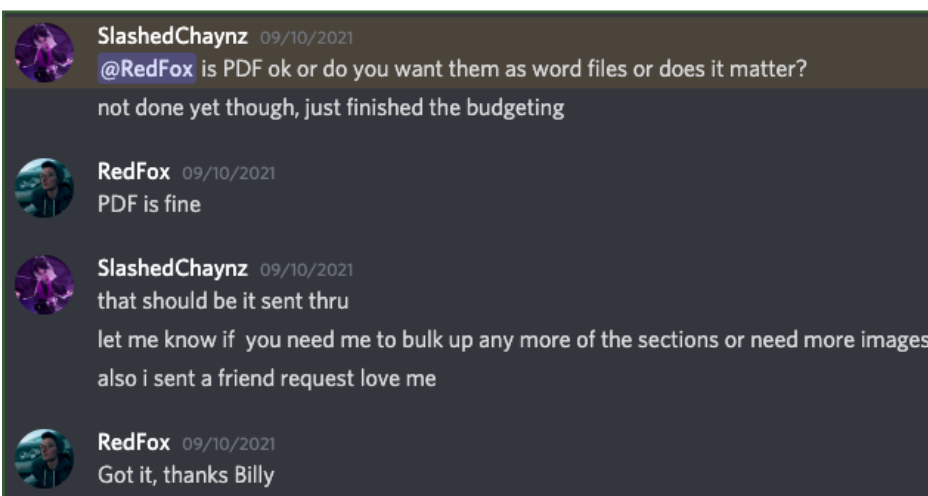 SlashedChaynz 09/10/2021
@RedFox is PDF ok or do you want them as word files or does it matter?
not done yet though, just finished the budgeting
RedFox 09/10/2021
PDF is fine
SlashedChaynz 09/10/2021
that should be it sent thru
let me know if  you need me to bulk up any more of the sections or need more images
also i sent a friend request love me
RedFox 09/10/2021
Got it, thanks Billy